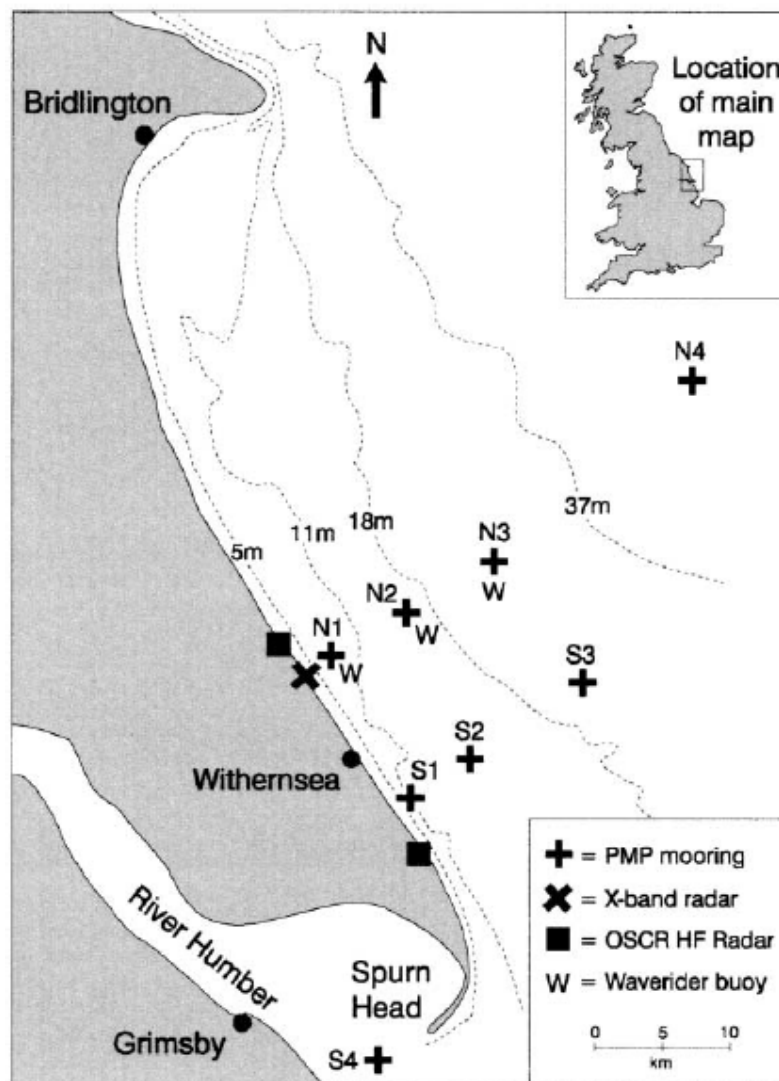 N
Bridlington
Location
of main
map
N4
37m
18m
11m
5m
N3
W
N2
W
N1
W
S3
S2
S1
Withernsea
River Humber
Spurn
Head
Grimsby
S4
= PMP mooring
= X-band radar
= OSCR HF Radar
W = Waverider buoy
0 5 10
km